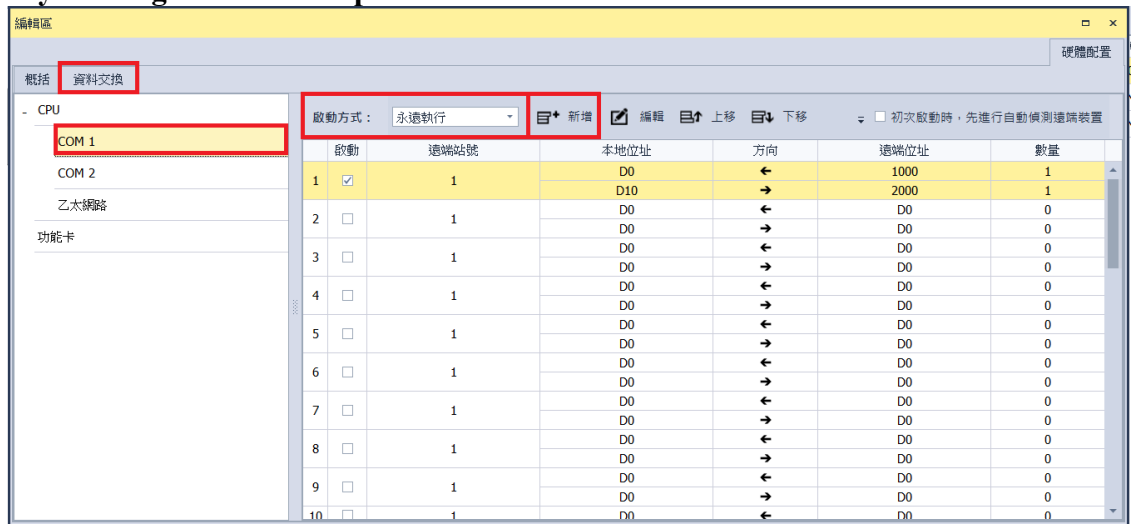 編輯區
硬體配置
概括 資料交換
- CPU
COM 1
COM 2
乙太網路
功能卡
啟動方式： 永遠執行 新增 編輯 上移 下移 初次啟動時，先進行自動偵測遠端裝置
啟動 遠端站號 本地位址 方向 遠端位址 數量
1 1 D0 ← 1000 1
D10 → 2000 1
2 1 D0 ← D0 0
D0 → D0 0
3 1 D0 ← D0 0
D0 → D0 0
4 1 D0 ← D0 0
D0 → D0 0
5 1 D0 ← D0 0
D0 → D0 0
6 1 D0 ← D0 0
D0 → D0 0
7 1 D0 ← D0 0
D0 → D0 0
8 1 D0 ← D0 0
D0 → D0 0
9 1 D0 ← D0 0
D0 → D0 0
10 1 D0 ← D0 0